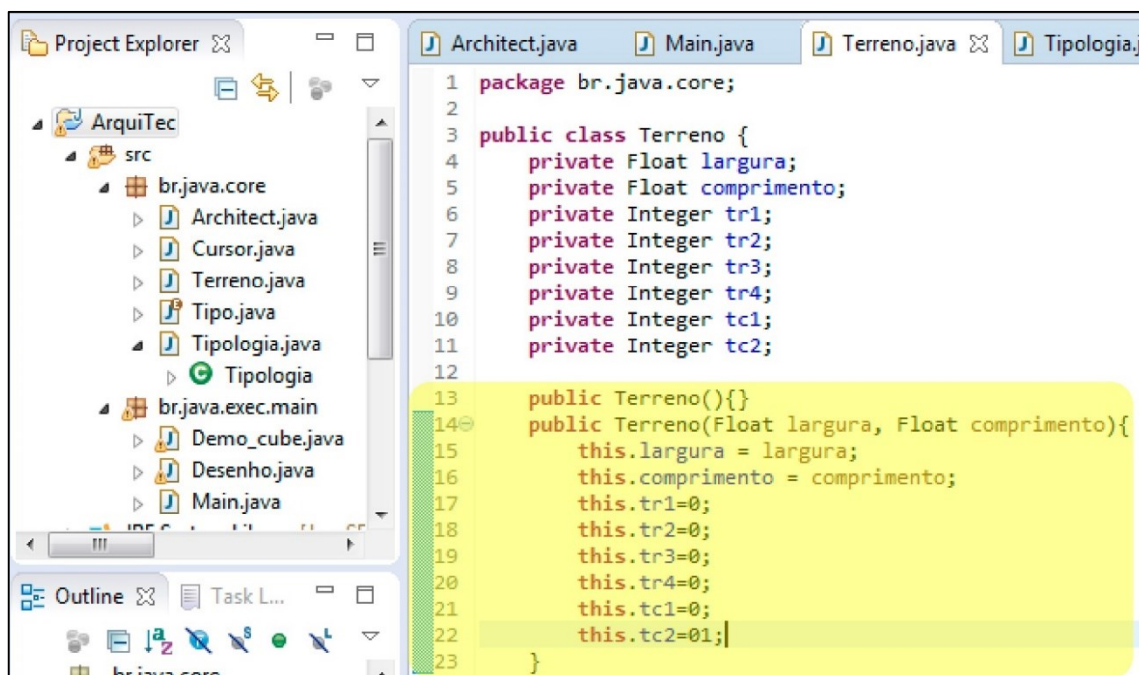 Project Explorer
ArquiTec
src
br.java.core
Architect.java
Cursor.java
Terreno.java
Tipo.java
Tipologia.java
Tipologia
br.java.exec.main
Demo_cube.java
Desenho.java
Main.java
Outline Task L...
br.java.core
Architect.java Main.java Terreno.java Tipologia.j
1 package br.java.core;
2
3 public class Terreno {
4 private Float largura;
5 private Float comprimento;
6 private Integer tr1;
7 private Integer tr2;
8 private Integer tr3;
9 private Integer tr4;
10 private Integer tc1;
11 private Integer tc2;
12
13 public Terreno(){}
14 public Terreno(Float largura, Float comprimento){
15 this.largura = largura;
16 this.comprimento = comprimento;
17 this.tr1=0;
18 this.tr2=0;
19 this.tr3=0;
20 this.tr4=0;
21 this.tc1=0;
22 this.tc2=01;
23 }